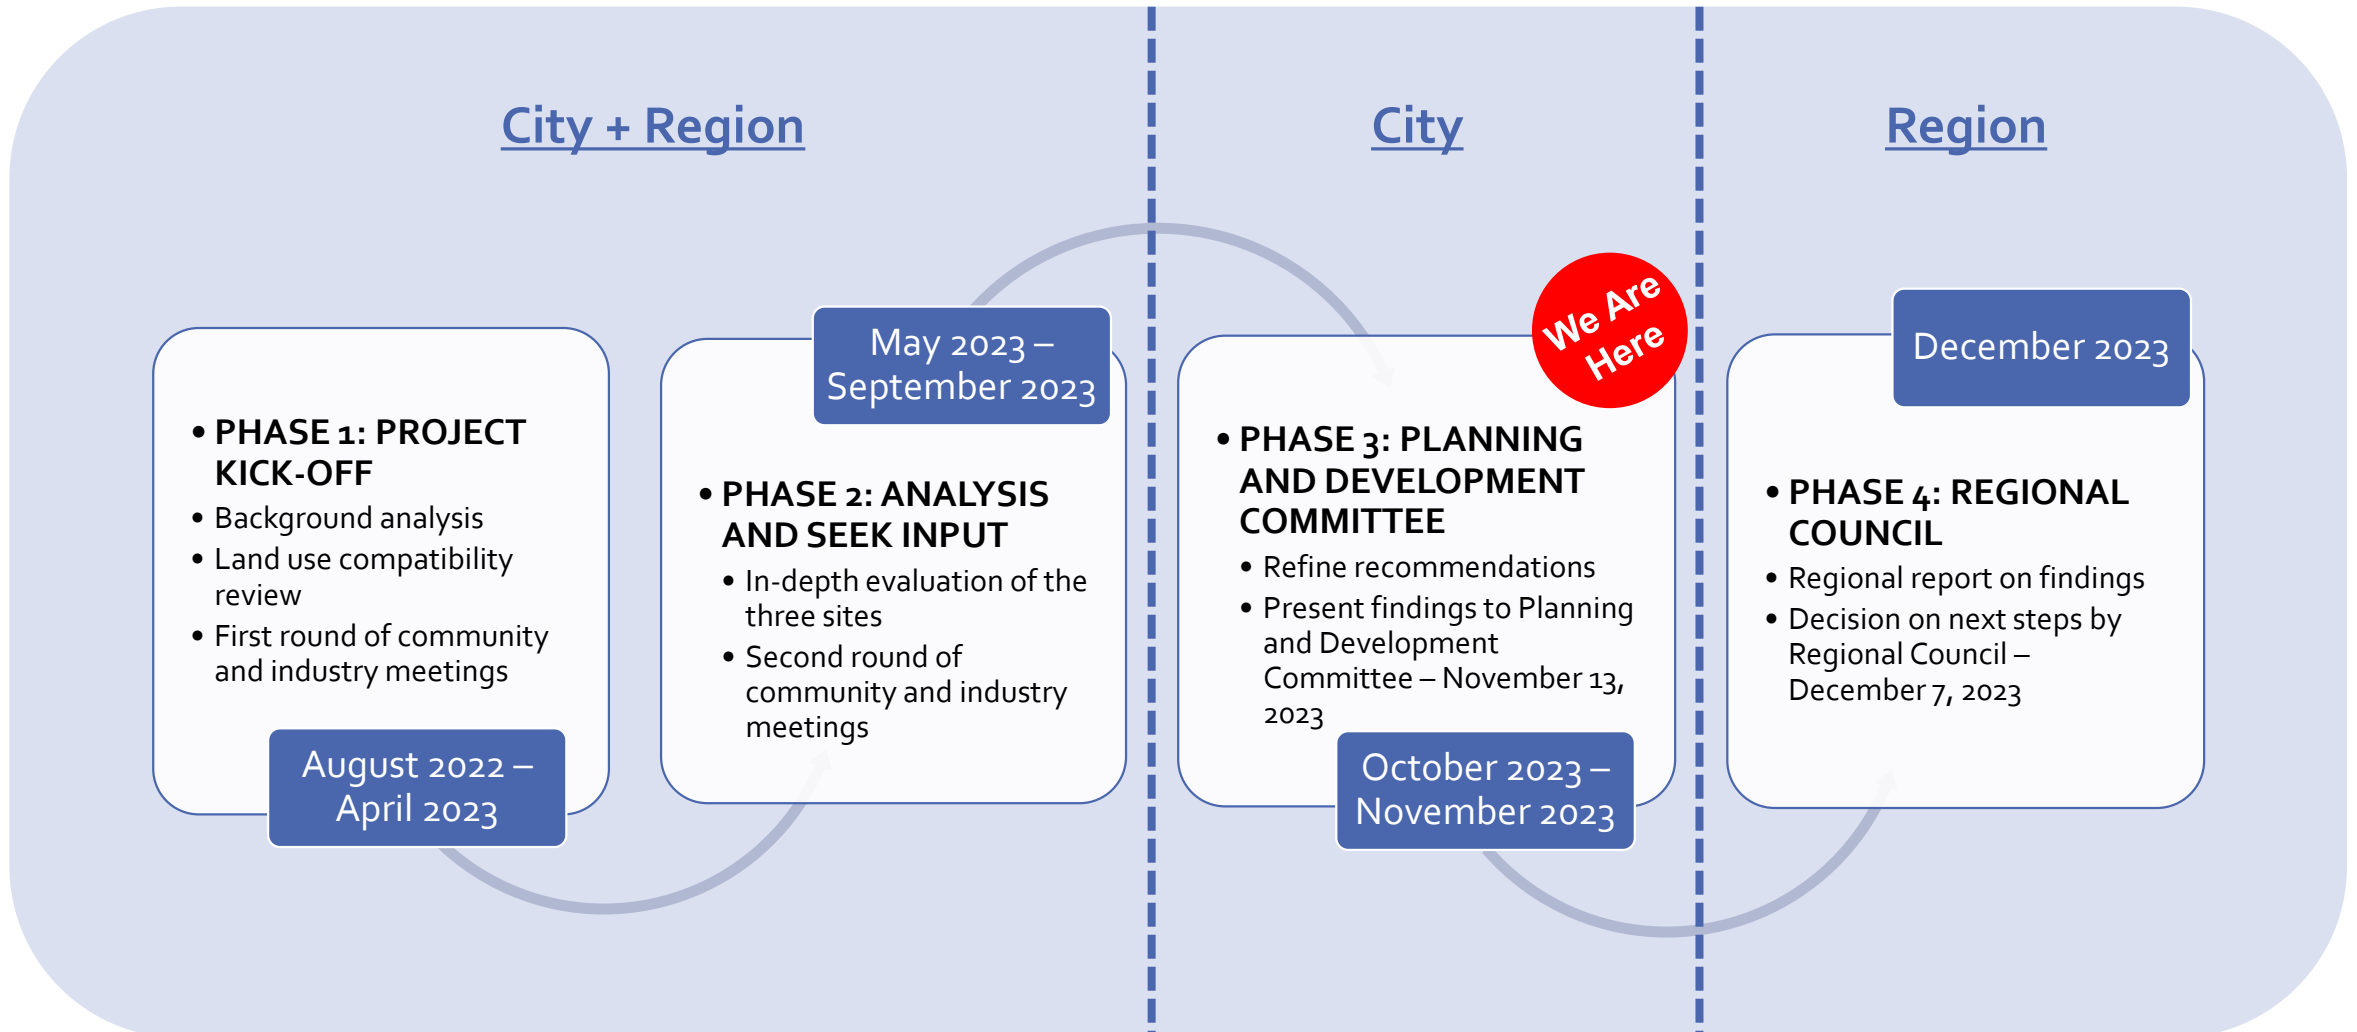 City + Region
• PHASE 1: PROJECT
KICK-OFF
• Background analysis
• Land use compatibility
review
• First round of community
and industry meetings
August 2022 –
April 2023
May 2023 –
September 2023
• PHASE 2: ANALYSIS
AND SEEK INPUT
• In-depth evaluation of the
three sites
• Second round of
community and industry
meetings
City
We Are
Here
• PHASE 3: PLANNING
AND DEVELOPMENT
COMMITTEE
• Refine recommendations
• Present findings to Planning
and Development
Committee – November 13,
2023
October 2023 –
November 2023
Region
December 2023
• PHASE 4: REGIONAL
COUNCIL
• Regional report on findings
• Decision on next steps by
Regional Council –
December 7, 2023